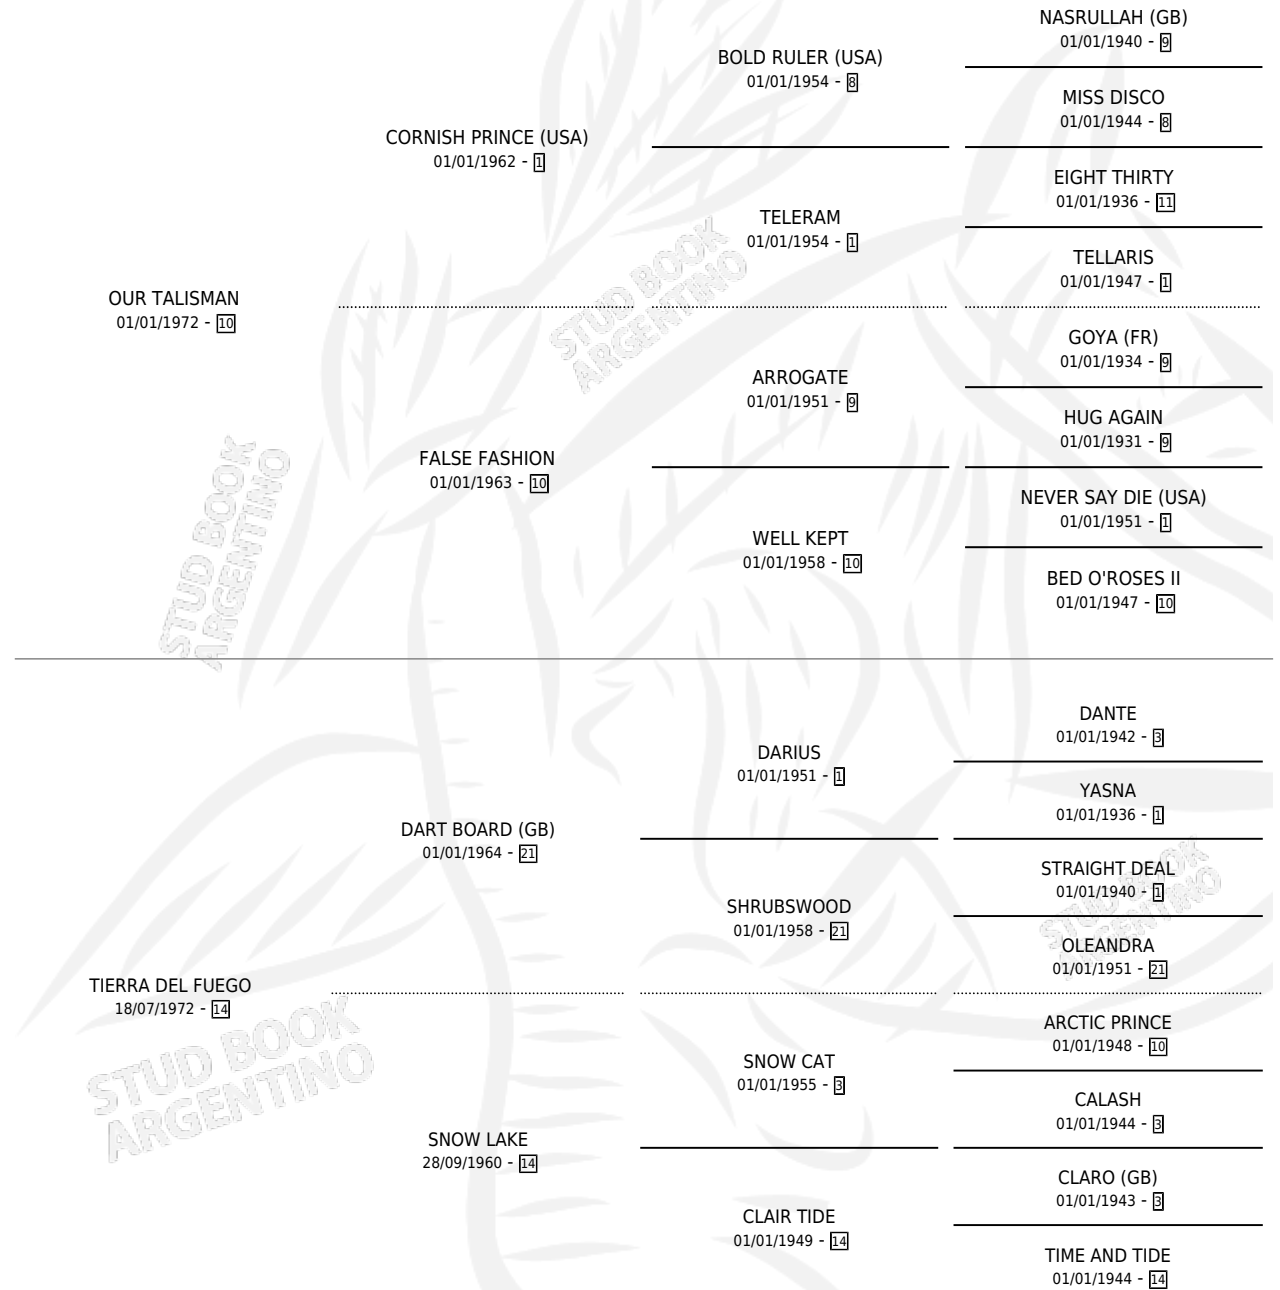 NASRULLAH (GB)
01/01/1940 - 9
BOLD RULER (USA)
01/01/1954 - 8
MISS DISCO
01/01/1944 - 8
CORNISH PRINCE (USA)
01/01/1962 - 1
EIGHT THIRTY
01/01/1936 - 11
TELERAM
01/01/1954 - 1
TELLARIS
01/01/1947 - 1
OUR TALISMAN
01/01/1972 - 10
GOYA (FR)
01/01/1934 - 9
ARROGATE
01/01/1951 - 9
HUG AGAIN
01/01/1931 - 9
FALSE FASHION
01/01/1963 - 10
NEVER SAY DIE (USA)
01/01/1951 - 1
WELL KEPT
01/01/1958 - 10
BED O'ROSES II
01/01/1947 - 10
STUD BOOK
ARGENTINO
STUD BOOK
ARGENTINO
DANTE
01/01/1942 - 3
DARIUS
01/01/1951 - 1
YASNA
01/01/1936 - 1
DART BOARD (GB)
01/01/1964 - 21
STRAIGHT DEAL
01/01/1940 - 1
SHRUBSWOOD
01/01/1958 - 21
OLEANDRA
01/01/1951 - 21
STUD BOOK
ARGENTINO
TIERRA DEL FUEGO
18/07/1972 - 14
ARCTIC PRINCE
01/01/1948 - 10
SNOW CAT
01/01/1955 - 3
CALASH
01/01/1944 - 3
STUD BOOK
ARGENTINO
SNOW LAKE
28/09/1960 - 14
CLARO (GB)
01/01/1943 - 3
CLAIR TIDE
01/01/1949 - 14
TIME AND TIDE
01/01/1944 - 14